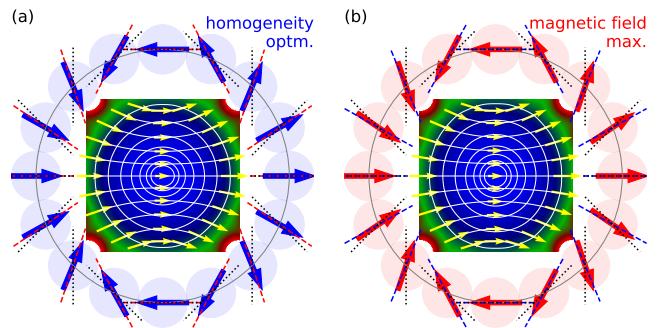 (a)
homogeneity
optm.
(b)
magnetic field
max.